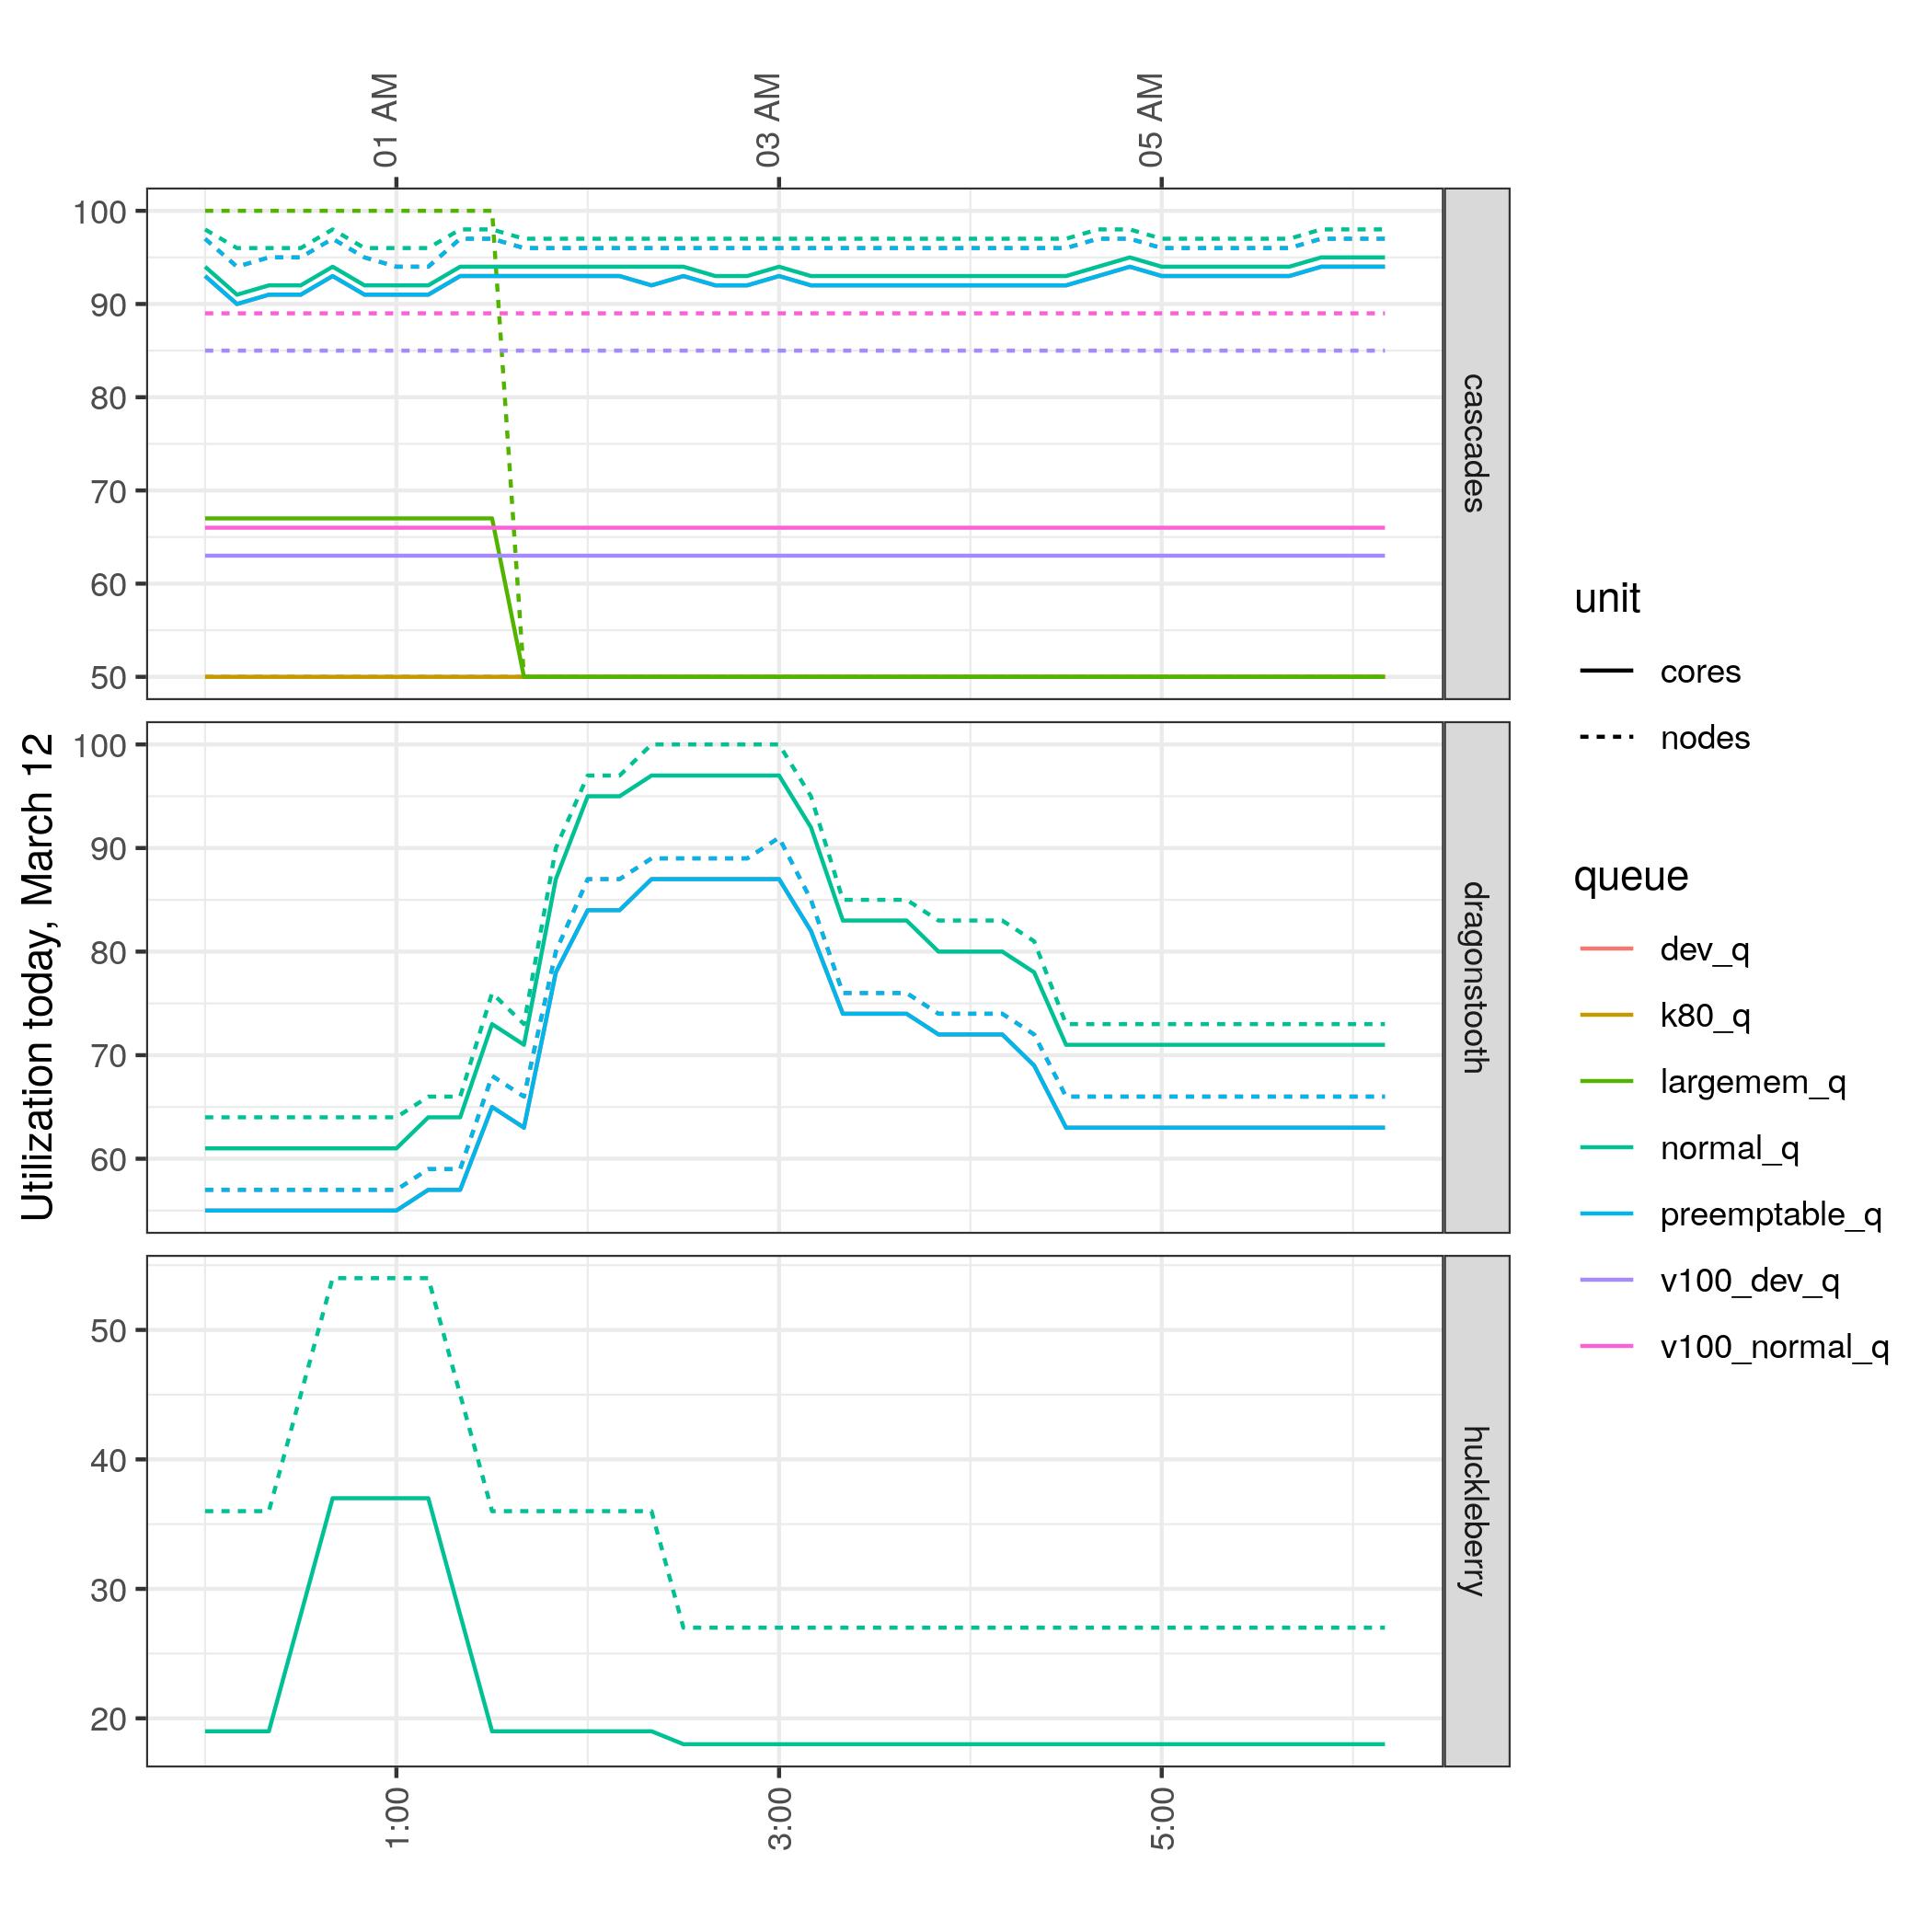 01 AM
03 AM
05 AM
Utilization today, March 12
100
90
80
70
60
50
cascades
100
90
80
70
60
dragonstooth
50
40
30
20
huckleberry
1:00
3:00
5:00
unit
cores
nodes
queue
dev_q
k80_q
largemem_q
normal_q
preemptable_q
v100_dev_q
v100_normal_q